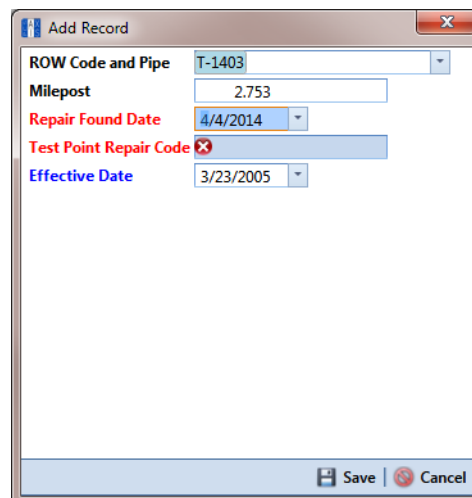 Add Record
ROW Code and Pipe T-1403
Milepost 2.753
Repair Found Date 4/4/2014
Test Point Repair Code
Effective Date 3/23/2005
Save Cancel